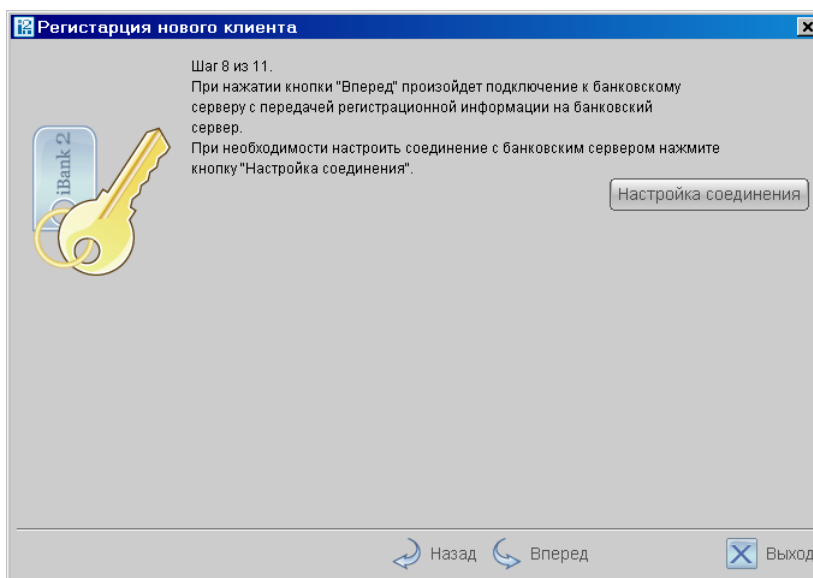 Регистарция нового клиента
Шаг 8 из 11.
При нажатии кнопки "Вперед" произойдет подключение к банковскому
серверу с передачей регистрационной информации на банковский
сервер.
При необходимости настроить соединение с банковским сервером нажмите
кнопку "Настройка соединения".
iBank 2
Настройка соединения
Назад
Вперед
Выход